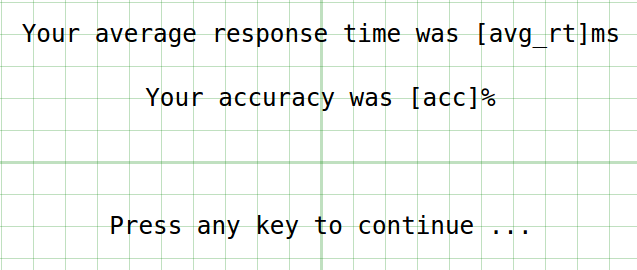 Your average response time was [avg_rt]ms
Your accuracy was [acc]%
Press any key to continue ...